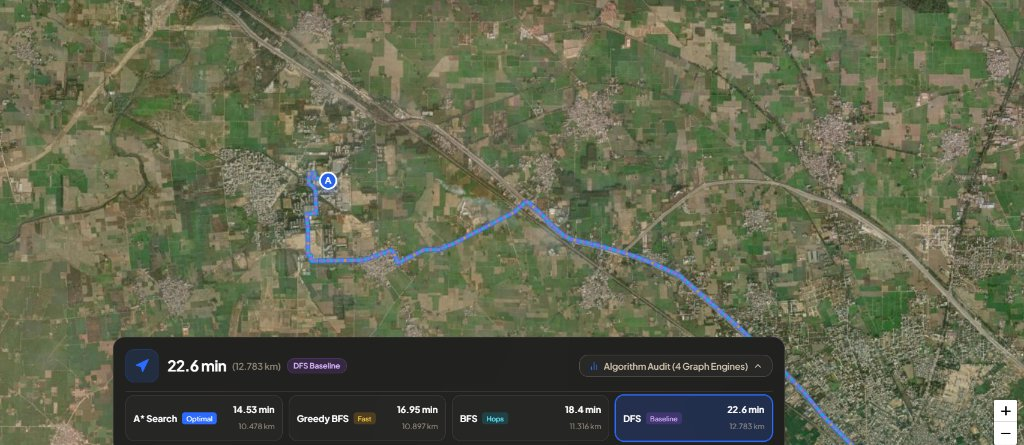 A
22.6 min (12.783 km) DFS Baseline
Algorithm Audit (4 Graph Engines)
A* Search Optimal 14.53 min
10.478 km
Greedy BFS Fast 16.95 min
10.897 km
BFS Hops 18.4 min
11.316 km
DFS Baseline 22.6 min
12.783 km
+
−